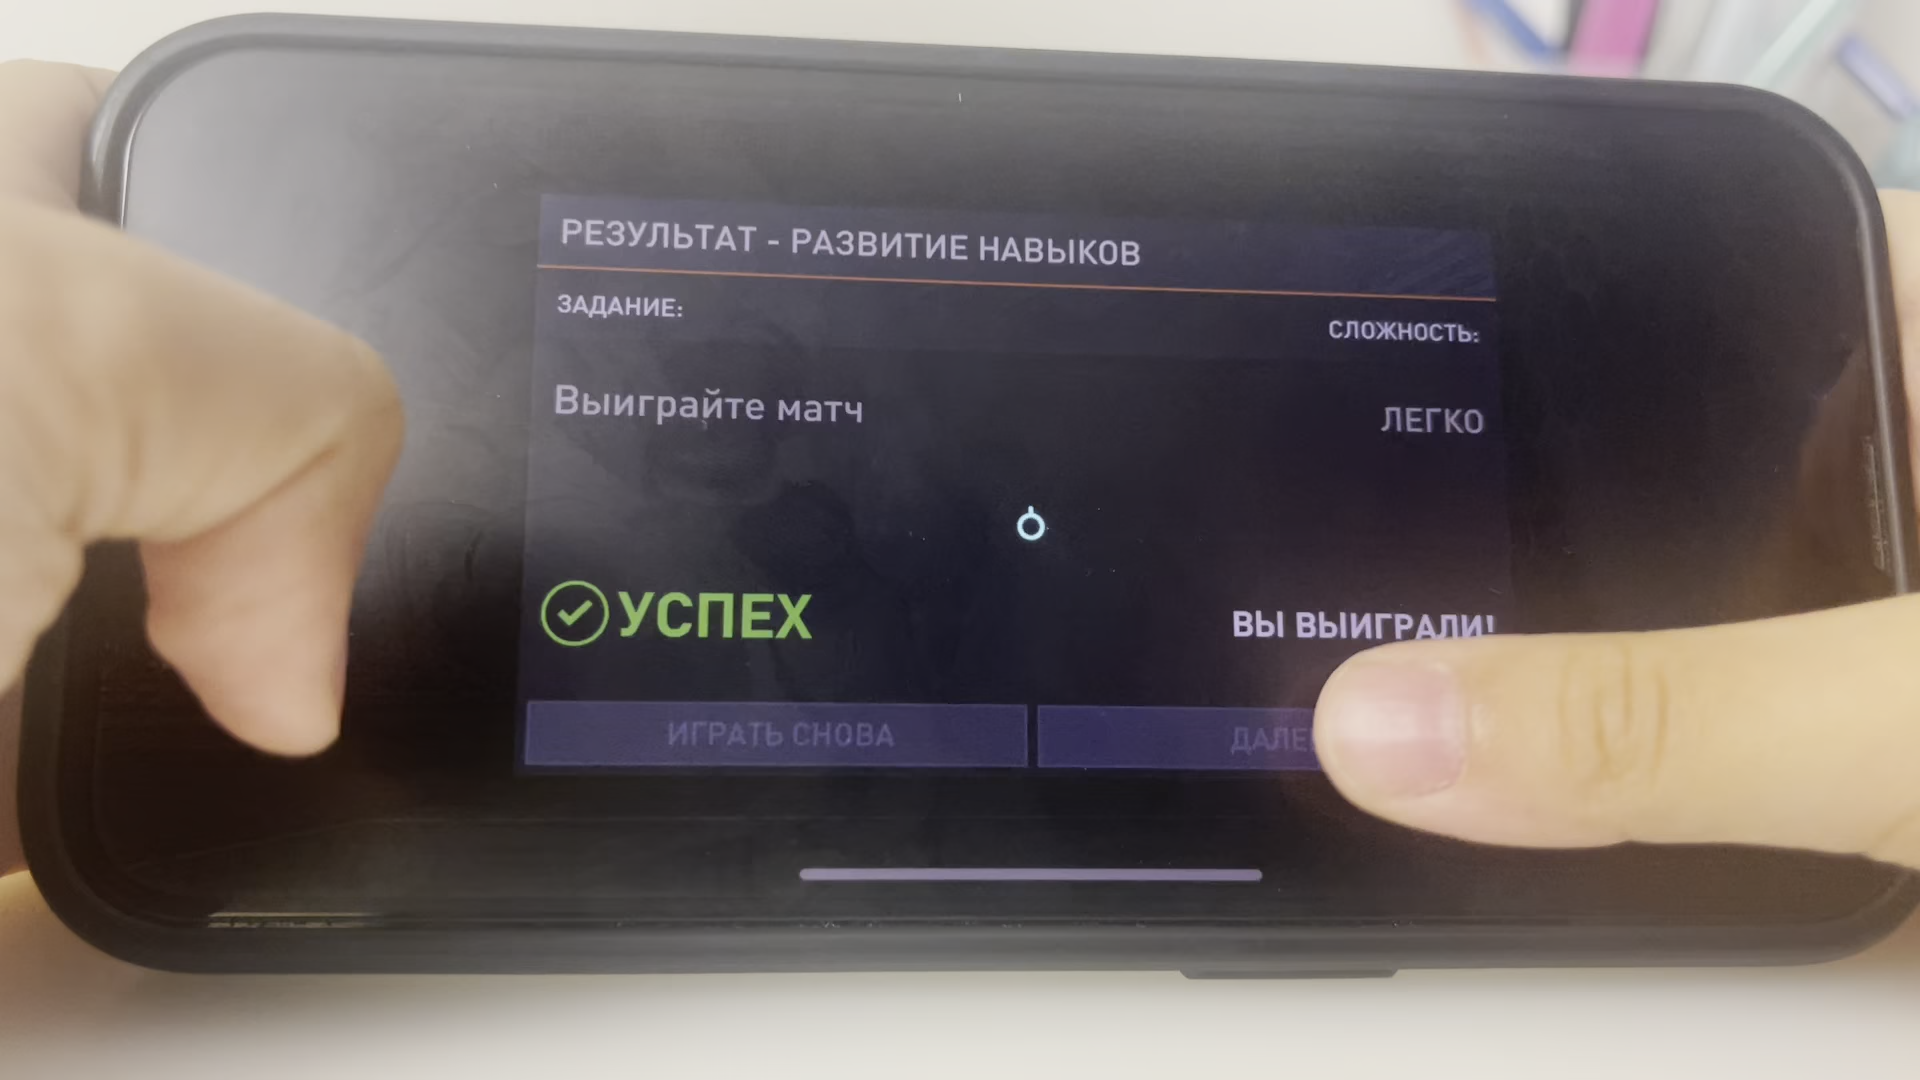 РЕЗУЛЬТАТ - РАЗВИТИЕ НАВЫКОВ
ЗАДАНИЕ:
СЛОЖНОСТЬ:
Выиграйте матч
ЛЕГКО
УСПЕХ
ВЫ ВЫИГРАЛИ!
ИГРАТЬ СНОВА